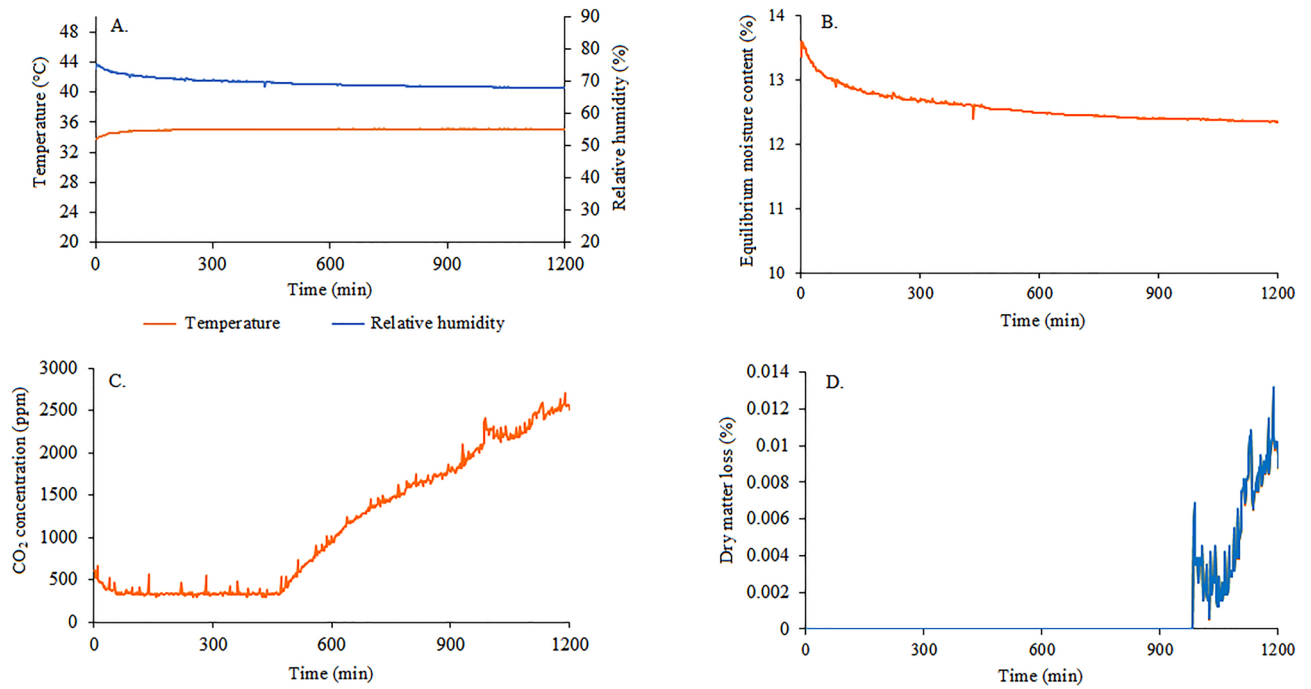 A.
Temperature (°C)
48
44
40
36
32
28
24
20
Relative humidity (%)
90
80
70
60
50
40
30
20
0 300 600 900 1200
Time (min)
Temperature Relative humidity
B.
Equilibrium moisture content (%)
14
13
12
11
10
0 300 600 900 1200
Time (min)
C.
CO₂ concentration (ppm)
3000
2500
2000
1500
1000
500
0
0 300 600 900 1200
Time (min)
D.
Dry matter loss (%)
0.014
0.012
0.01
0.008
0.006
0.004
0.002
0
0 300 600 900 1200
Time (min)